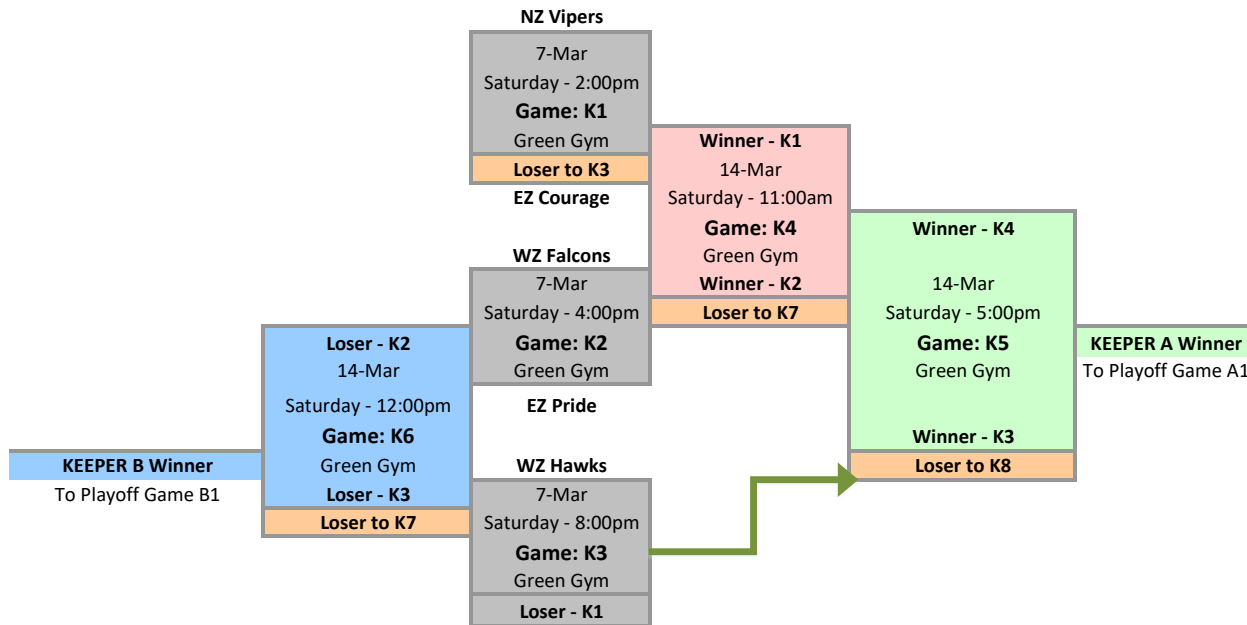 NZ Vipers
7-Mar
Saturday - 2:00pm
Game: K1
Green Gym
Loser to K3
EZ Courage
WZ Falcons
7-Mar
Saturday - 4:00pm
Game: K2
Green Gym
EZ Pride
WZ Hawks
7-Mar
Saturday - 8:00pm
Game: K3
Green Gym
Loser - K1
Winner - K1
14-Mar
Saturday - 11:00am
Game: K4
Green Gym
Winner - K2
Loser to K7
Winner - K4
14-Mar
Saturday - 5:00pm
Game: K5
Green Gym
Winner - K3
Loser to K8
KEEPER A Winner
To Playoff Game A1
Loser - K2
14-Mar
Saturday - 12:00pm
Game: K6
Green Gym
Loser - K3
Loser to K7
KEEPER B Winner
To Playoff Game B1